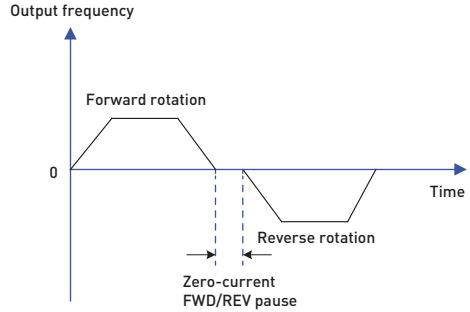 Output frequency
Forward rotation
0
Time
Reverse rotation
Zero-current
FWD/REV pause